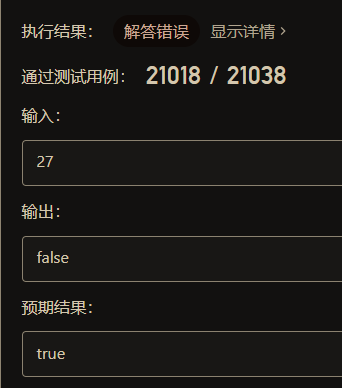 执行结果： 解答错误 显示详情 >
通过测试用例： 21018 / 21038
输入：
27
输出：
false
预期结果：
true